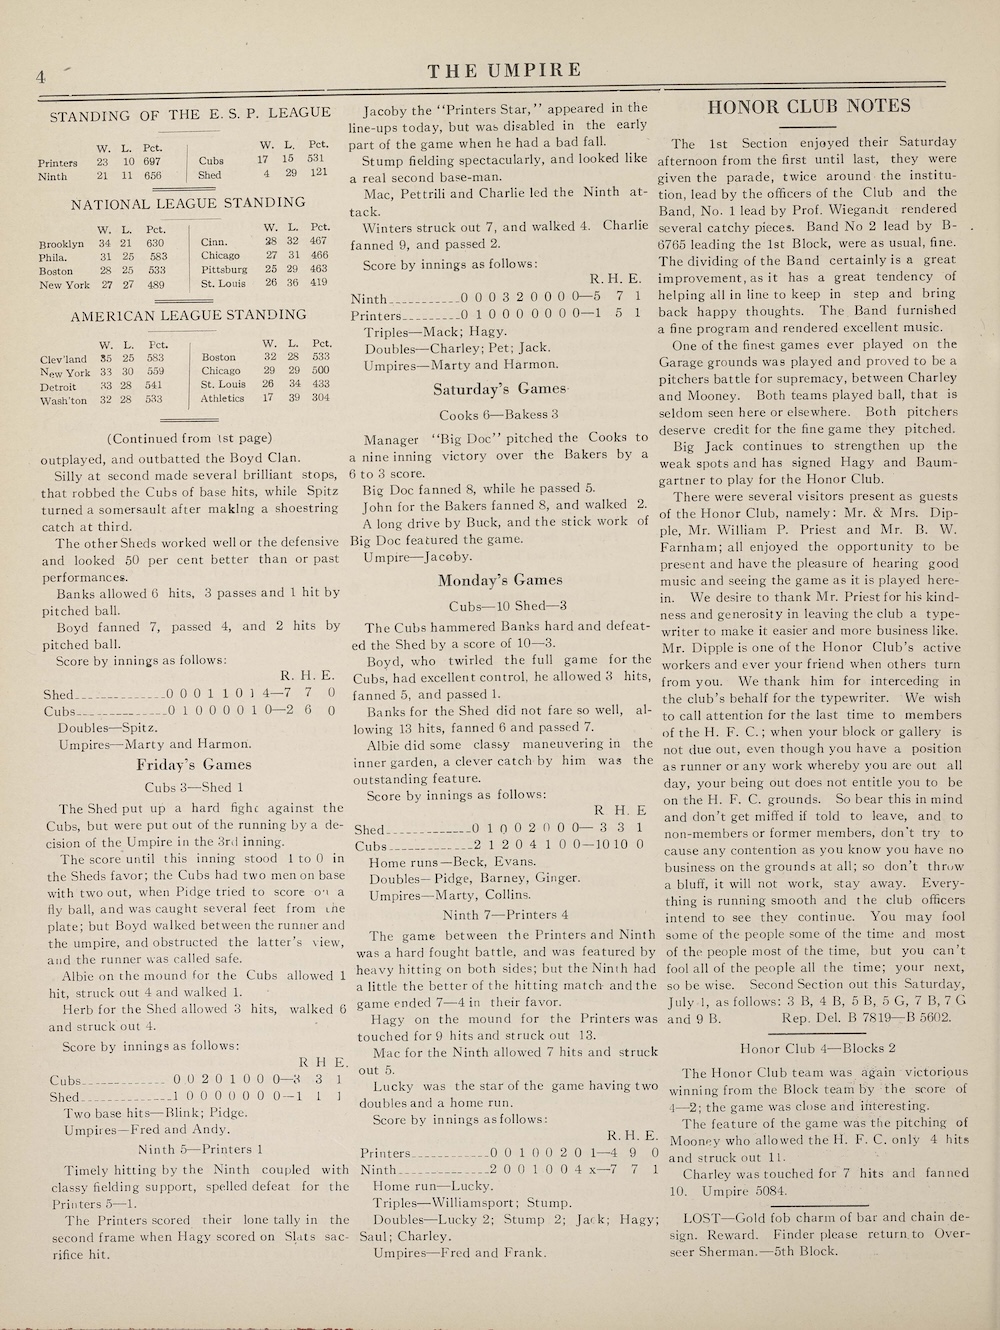 4
THE UMPIRE
STANDING OF THE E. S. P. LEAGUE
W. L. Pct. W. L. Pct.
Printers 23 10 697 Cubs 17 15 531
Ninth 21 11 656 Shed 4 29 121
NATIONAL LEAGUE STANDING
W. L. Pct. W. L. Pct.
Brooklyn 34 21 630 Cinn. 28 32 467
Phila. 31 25 583 Chicago 27 31 466
Boston 28 25 533 Pittsburg 25 29 463
New York 27 27 489 St. Louis 26 36 419
AMERICAN LEAGUE STANDING
W. L. Pct. W. L. Pct.
Clev'land 35 25 583 Boston 32 28 533
New York 33 30 559 Chicago 29 29 500
Detroit 33 28 541 St. Louis 26 34 433
Wash'ton 32 28 533 Athletics 17 39 304
(Continued from 1st page)
outplayed, and outbatted the Boyd Clan.
Silly at second made several brilliant stops,
that robbed the Cubs of base hits, while Spitz
turned a somersault after making a shoestring
catch at third.
The other Sheds worked well or the defensive
and looked 50 per cent better than or past
performances.
Banks allowed 6 hits, 3 passes and 1 hit by
pitched ball.
Boyd fanned 7, passed 4, and 2 hits by
pitched ball.
Score by innings as follows:
R. H. E.
Shed______________0 0 0 1 1 0 1 4—7 7 0
Cubs______________0 1 0 0 0 0 1 0—2 6 0
Doubles—Spitz.
Umpires—Marty and Harmon.
Friday's Games
Cubs 3—Shed 1
The Shed put up a hard fight against the
Cubs, but were put out of the running by a de-
cision of the Umpire in the 3rd inning.
The score until this inning stood 1 to 0 in
the Sheds favor; the Cubs had two men on base
with two out, when Pidge tried to score on a
fly ball, and was caught several feet from the
plate; but Boyd walked between the runner and
the umpire, and obstructed the latter's view,
and the runner was called safe.
Albie on the mound for the Cubs allowed 1
hit, struck out 4 and walked 1.
Herb for the Shed allowed 3 hits, walked 6
and struck out 4.
Score by innings as follows:
R H E.
Cubs_____________ 0 0 2 0 1 0 0 0—3 3 1
Shed______________1 0 0 0 0 0 0 0—1 1 1
Two base hits—Blink; Pidge.
Umpires—Fred and Andy.
Ninth 5—Printers 1
Timely hitting by the Ninth coupled with
classy fielding support, spelled defeat for the
Printers 5—1.
The Printers scored their lone tally in the
second frame when Hagy scored on Slats sac-
rifice hit.
Jacoby the "Printers Star," appeared in the
line-ups today, but was disabled in the early
part of the game when he had a bad fall.
Stump fielding spectacularly, and looked like
a real second base-man.
Mac, Pettrili and Charlie led the Ninth at-
tack.
Winters struck out 7, and walked 4. Charlie
fanned 9, and passed 2.
Score by innings as follows:
R. H. E.
Ninth___________0 0 0 3 2 0 0 0 0—5 7 1
Printers_________0 1 0 0 0 0 0 0 0—1 5 1
Triples—Mack; Hagy.
Doubles—Charley; Pet; Jack.
Umpires—Marty and Harmon.
Saturday's Games
Cooks 6—Bakess 3
Manager "Big Doc" pitched the Cooks to
a nine inning victory over the Bakers by a
6 to 3 score.
Big Doc fanned 8, while he passed 5.
John for the Bakers fanned 8, and walked 2.
A long drive by Buck, and the stick work of
Big Doc featured the game.
Umpire—Jacoby.
Monday's Games
Cubs—10 Shed—3
The Cubs hammered Banks hard and defeat-
ed the Shed by a score of 10—3.
Boyd, who twirled the full game for the
Cubs, had excellent control, he allowed 3 hits,
fanned 5, and passed 1.
Banks for the Shed did not fare so well, al-
lowing 13 hits, fanned 6 and passed 7.
Albie did some classy maneuvering in the
inner garden, a clever catch by him was the
outstanding feature.
Score by innings as follows:
R H. E
Shed_____________0 1 0 0 2 0 0 0— 3 3 1
Cubs_____________2 1 2 0 4 1 0 0—10 10 0
Home runs—Beck, Evans.
Doubles—Pidge, Barney, Ginger.
Umpires—Marty, Collins.
Ninth 7—Printers 4
The game between the Printers and Ninth
was a hard fought battle, and was featured by
heavy hitting on both sides; but the Ninth had
a little the better of the hitting match and the
game ended 7—4 in their favor.
Hagy on the mound for the Printers was
touched for 9 hits and struck out 13.
Mac for the Ninth allowed 7 hits and struck
out 5.
Lucky was the star of the game having two
doubles and a home run.
Score by innings as follows:
R. H. E.
Printers____________0 0 1 0 0 2 0 1—4 9 0
Ninth______________2 0 0 1 0 0 4 x—7 7 1
Home run—Lucky.
Triples—Williamsport; Stump.
Doubles—Lucky 2; Stump 2; Jack; Hagy;
Saul; Charley.
Umpires—Fred and Frank.
HONOR CLUB NOTES
The 1st Section enjoyed their Saturday
afternoon from the first until last, they were
given the parade, twice around the institu-
tion, lead by the officers of the Club and the
Band, No. 1 lead by Prof. Wiegandt rendered
several catchy pieces. Band No 2 lead by B-
6765 leading the 1st Block, were as usual, fine.
The dividing of the Band certainly is a great
improvement, as it has a great tendency of
helping all in line to keep in step and bring
back happy thoughts. The Band furnished
a fine program and rendered excellent music.
One of the finest games ever played on the
Garage grounds was played and proved to be a
pitchers battle for supremacy, between Charley
and Mooney. Both teams played ball, that is
seldom seen here or elsewhere. Both pitchers
deserve credit for the fine game they pitched.
Big Jack continues to strengthen up the
weak spots and has signed Hagy and Baum-
gartner to play for the Honor Club.
There were several visitors present as guests
of the Honor Club, namely: Mr. & Mrs. Dip-
ple, Mr. William P. Priest and Mr. B. W.
Farnham; all enjoyed the opportunity to be
present and have the pleasure of hearing good
music and seeing the game as it is played here-
in. We desire to thank Mr. Priest for his kind-
ness and generosity in leaving the club a type-
writer to make it easier and more business like.
Mr. Dipple is one of the Honor Club's active
workers and ever your friend when others turn
from you. We thank him for interceding in
the club's behalf for the typewriter. We wish
to call attention for the last time to members
of the H. F. C.; when your block or gallery is
not due out, even though you have a position
as runner or any work whereby you are out all
day, your being out does not entitle you to be
on the H. F. C. grounds. So bear this in mind
and don't get miffed if told to leave, and to
non-members or former members, don't try to
cause any contention as you know you have no
business on the grounds at all; so don't throw
a bluff, it will not work, stay away. Every-
thing is running smooth and the club officers
intend to see they continue. You may fool
some of the people some of the time and most
of the people most of the time, but you can't
fool all of the people all the time; your next,
so be wise. Second Section out this Saturday,
July 1, as follows: 3 B, 4 B, 5 B, 5 G, 7 B, 7 G
and 9 B. Rep. Del. B 7819—B 5602.
Honor Club 4—Blocks 2
The Honor Club team was again victorious
winning from the Block team by the score of
4—2; the game was close and interesting.
The feature of the game was the pitching of
Mooney who allowed the H. F. C. only 4 hits
and struck out 11.
Charley was touched for 7 hits and fanned
10. Umpire 5084.
LOST—Gold fob charm of bar and chain de-
sign. Reward. Finder please return to Over-
seer Sherman.—5th Block.